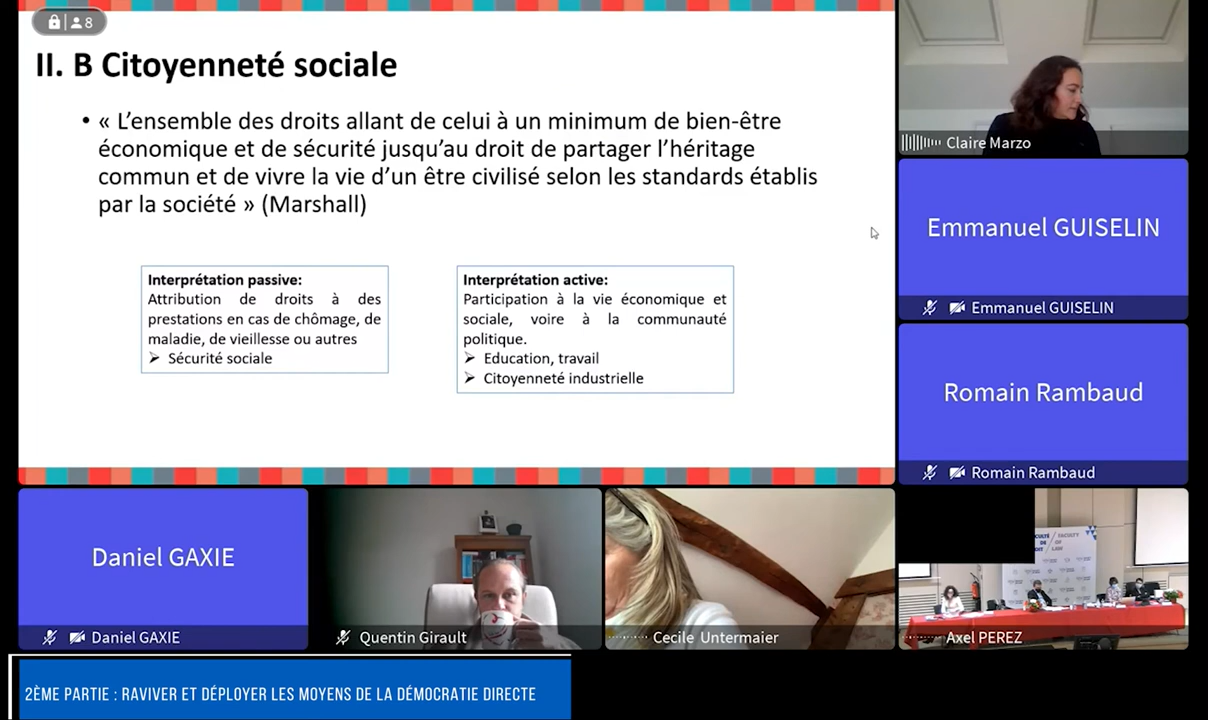 8
II. B Citoyenneté sociale
• « L'ensemble des droits allant de celui à un minimum de bien-être
économique et de sécurité jusqu'au droit de partager l'héritage
commun et de vivre la vie d'un être civilisé selon les standards établis
par la société » (Marshall)
Interprétation passive:
Attribution de droits à des
prestations en cas de chômage, de
maladie, de vieillesse ou autres
➢ Sécurité sociale
Interprétation active:
Participation à la vie économique et
sociale, voire à la communauté
politique.
➢ Education, travail
➢ Citoyenneté industrielle
Claire Marzo
Emmanuel GUISELIN
Emmanuel GUISELIN
Romain Rambaud
Romain Rambaud
Daniel GAXIE
Daniel GAXIE
Quentin Girault
Cecile Untermaier
FACULTY
OF
LAW
Axel PEREZ
2ÈME PARTIE : RAVIVER ET DÉPLOYER LES MOYENS DE LA DÉMOCRATIE DIRECTE